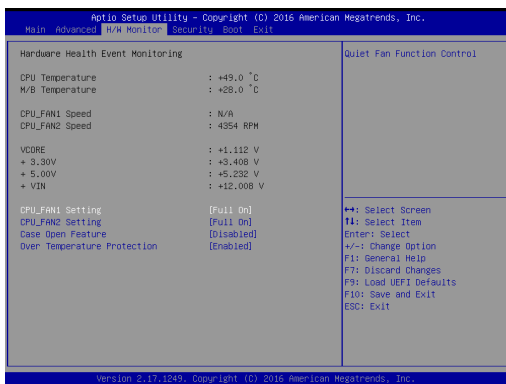 Aptio Setup Utility - Copyright (C) 2016 American Megatrends, Inc.
Main Advanced H/W Monitor Security Boot Exit
Hardware Health Event Monitoring
CPU Temperature : +49.0 °C
M/B Temperature : +28.0 °C
CPU_FAN1 Speed : N/A
CPU_FAN2 Speed : 4354 RPM
VCORE : +1.112 V
+ 3.30V : +3.408 V
+ 5.00V : +5.232 V
+ VIN : +12.008 V
CPU_FAN1 Setting [Full On]
CPU_FAN2 Setting [Full On]
Case Open Feature [Disabled]
Over Temperature Protection [Enabled]
Quiet Fan Function Control
←→: Select Screen
↑↓: Select Item
Enter: Select
+/-: Change Option
F1: General Help
F7: Discard Changes
F9: Load UEFI Defaults
F10: Save and Exit
ESC: Exit
Version 2.17.1249. Copyright (C) 2016 American Megatrends, Inc.